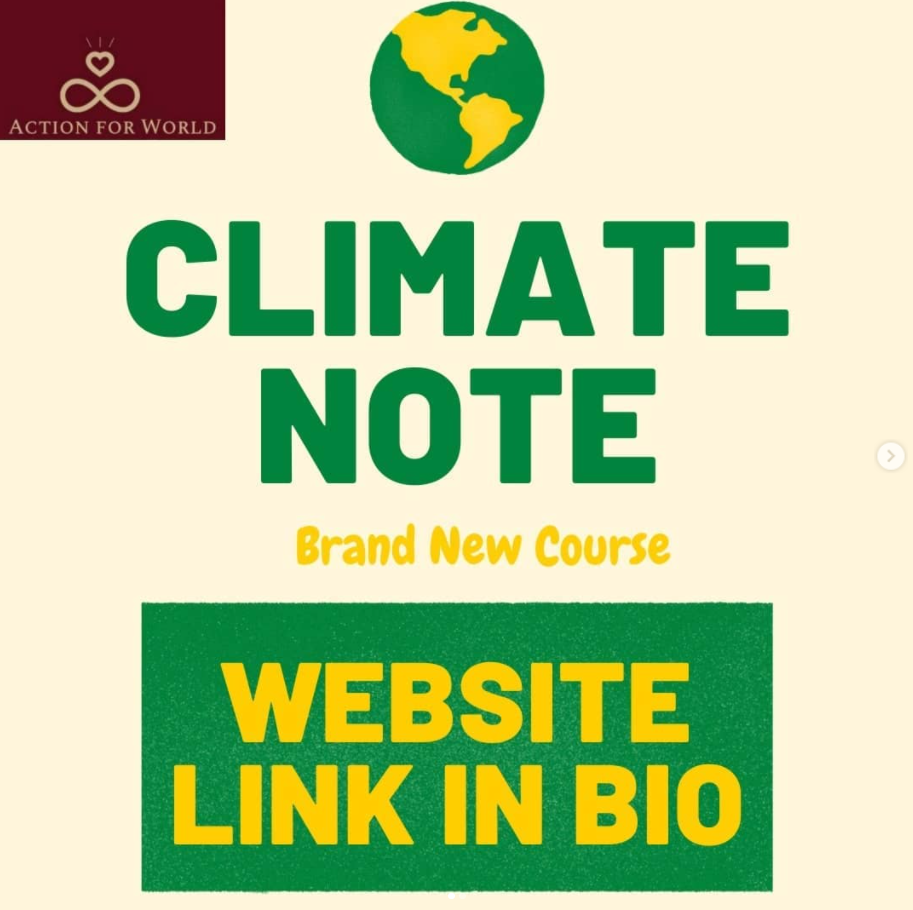 ACTION FOR WORLD
CLIMATE
NOTE
Brand New Course
WEBSITE
LINK IN BIO